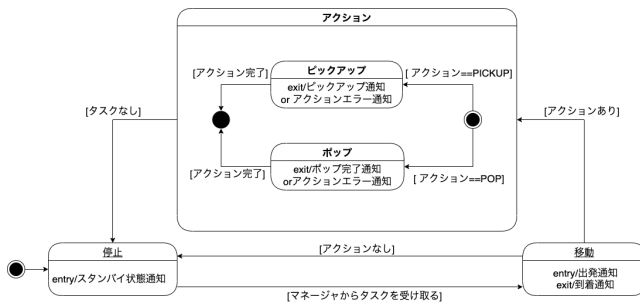 アクション
ピックアップ
exit/ピックアップ通知
or アクションエラー通知
[アクション完了]
[ アクション==PICKUP]
[タスクなし]
[アクションあり]
ポップ
exit/ポップ完了通知
orアクションエラー通知
[アクション完了]
[ アクション==POP]
停止
entry/スタンバイ状態通知
[アクションなし]
移動
entry/出発通知
exit/到着通知
[マネージャからタスクを受け取る]